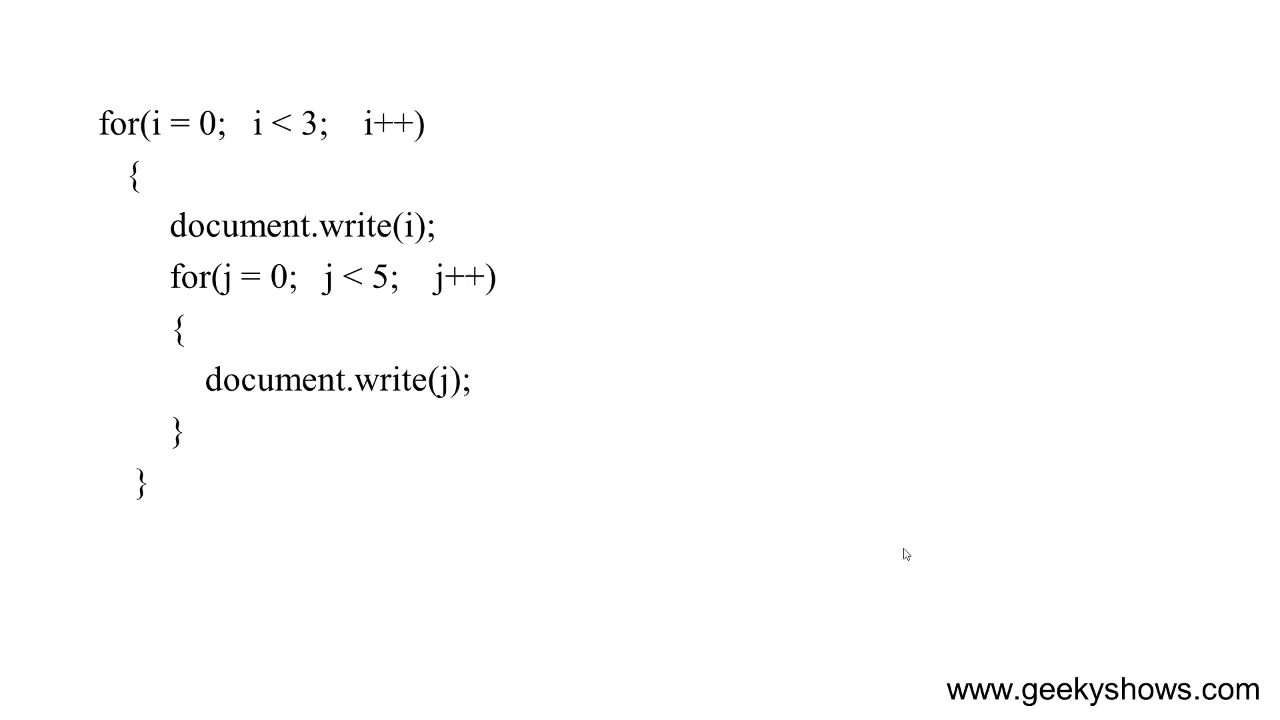 for(i = 0; i < 3; i++)
{
document.write(i);
for(j = 0; j < 5; j++)
{
document.write(j);
}
}
www.geekyshows.com